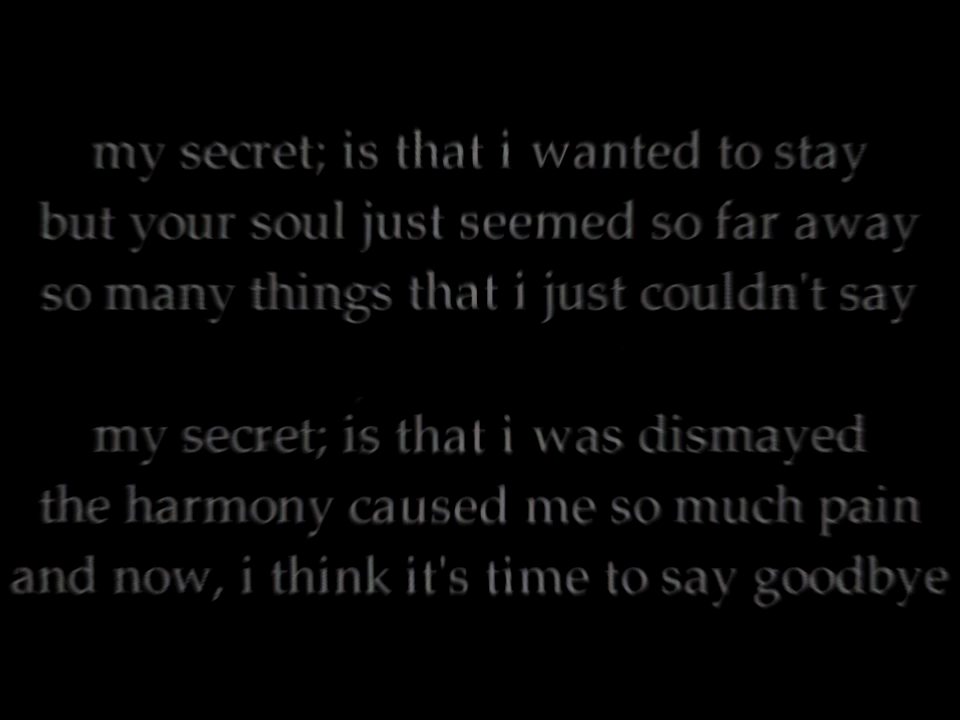 my secret; is that i wanted to stay
but your soul just seemed so far away
so many things that i just couldn't say
my secret; is that i was dismayed
the harmony caused me so much pain
and now, i think it's time to say goodbye